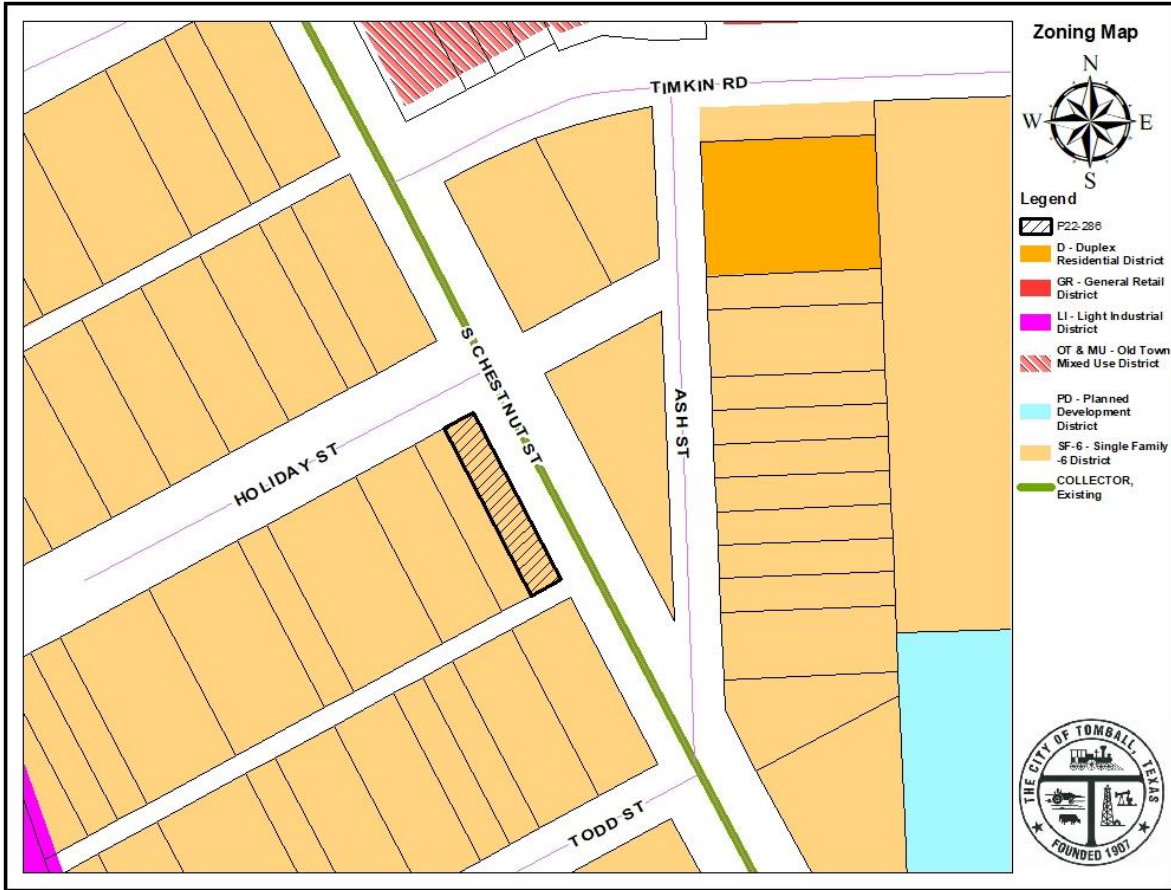 Zoning Map
N
W E
S
Legend
P22-286
D - Duplex
Residential District
GR - General Retail
District
LI - Light Industrial
District
OT & MU - Old Town
Mixed Use District
PD - Planned
Development
District
SF-6 - Single Family
-6 District
COLLECTOR,
Existing
TIMKIN RD
S CHESTNUT ST
ASH ST
HOLIDAY ST
TODD ST
THE CITY OF TOMBALL, TEXAS
FOUNDED 1907